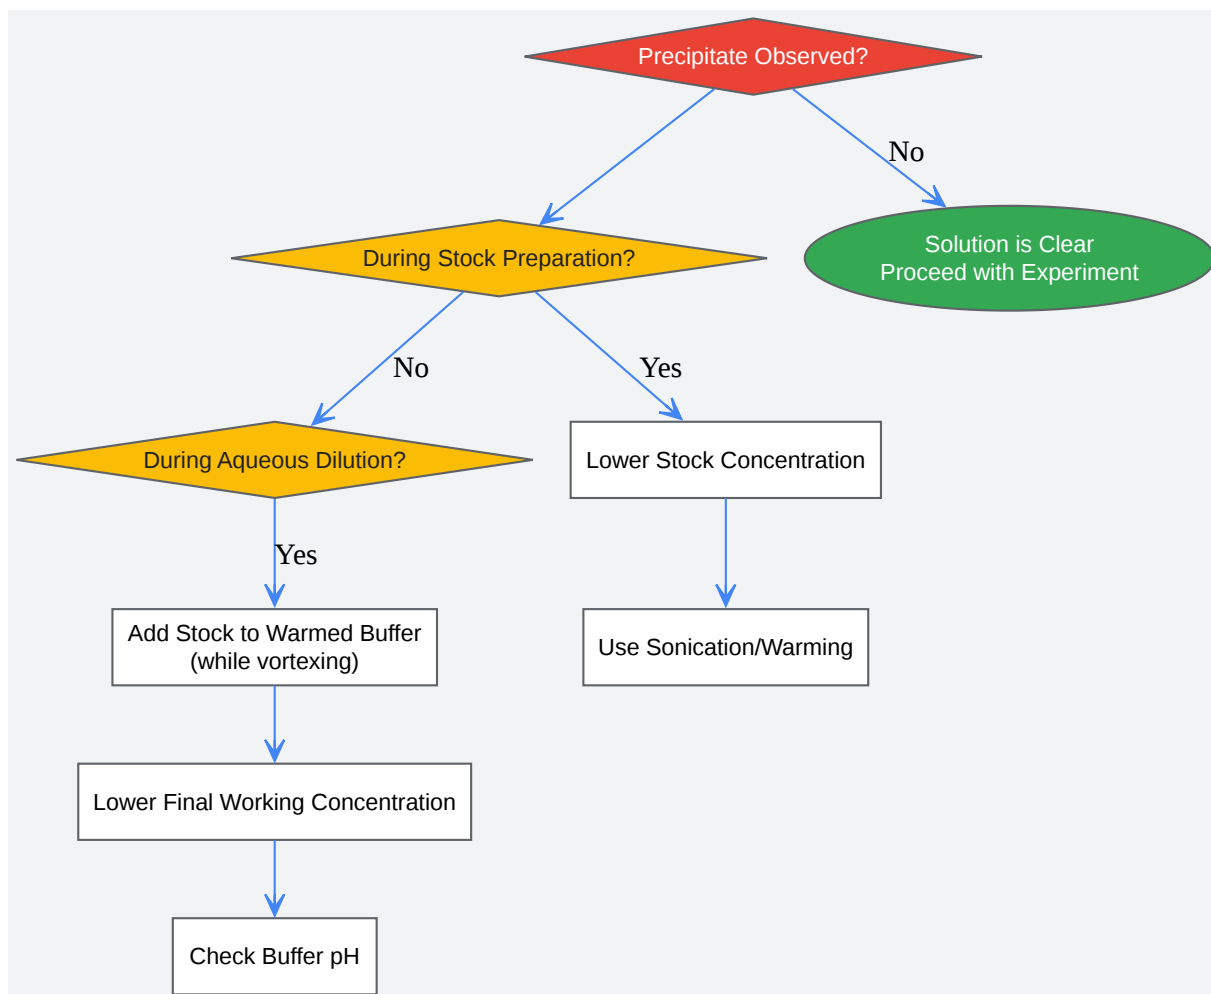 Precipitate Observed?
No
During Stock Preparation?
Solution is Clear
Proceed with Experiment
No
Yes
During Aqueous Dilution?
Lower Stock Concentration
Yes
Add Stock to Warmed Buffer
(while vortexing)
Use Sonication/Warming
Lower Final Working Concentration
Check Buffer pH